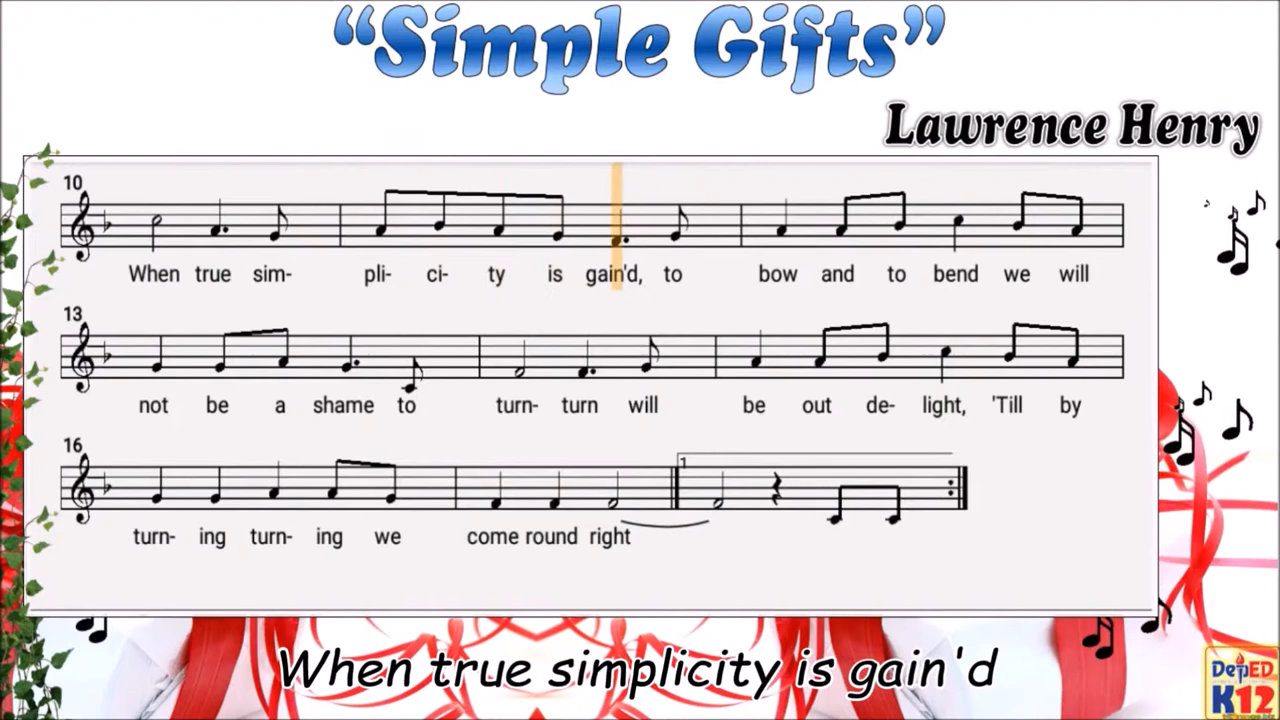 “Simple Gifts”
Lawrence Henry
10
When true sim- pli- ci- ty is gain'd, to bow and to bend we will
13
not be a shame to turn- turn will be out de- light, 'Till by
16
1
turn- ing turn- ing we come round right
When true simplicity is gain'd
DepED
K12